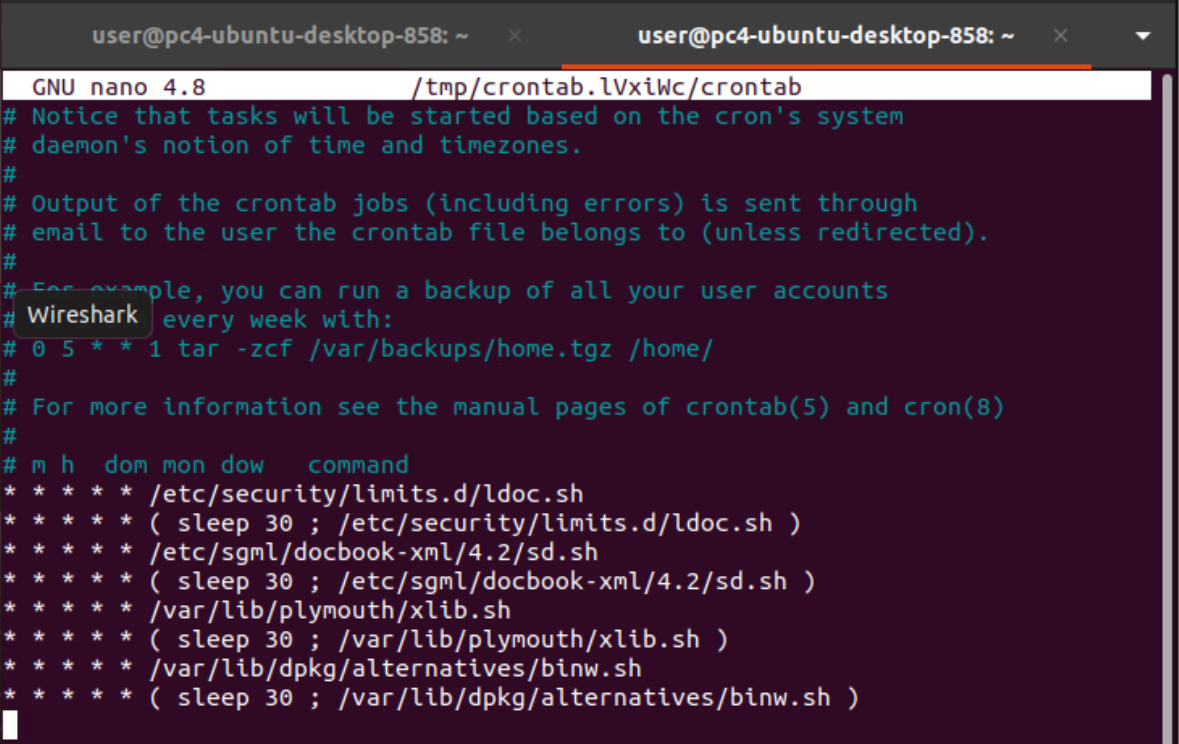 user@pc4-ubuntu-desktop-858: ~ × user@pc4-ubuntu-desktop-858: ~ ×
GNU nano 4.8 /tmp/crontab.lVxiWc/crontab
# Notice that tasks will be started based on the cron's system
# daemon's notion of time and timezones.
#
# Output of the crontab jobs (including errors) is sent through
# email to the user the crontab file belongs to (unless redirected).
#
# For example, you can run a backup of all your user accounts
# Wireshark every week with:
# 0 5 * * 1 tar -zcf /var/backups/home.tgz /home/
#
# For more information see the manual pages of crontab(5) and cron(8)
#
# m h  dom mon dow   command
* * * * * /etc/security/limits.d/ldoc.sh
* * * * * ( sleep 30 ; /etc/security/limits.d/ldoc.sh )
* * * * * /etc/sgml/docbook-xml/4.2/sd.sh
* * * * * ( sleep 30 ; /etc/sgml/docbook-xml/4.2/sd.sh )
* * * * * /var/lib/plymouth/xlib.sh
* * * * * ( sleep 30 ; /var/lib/plymouth/xlib.sh )
* * * * * /var/lib/dpkg/alternatives/binw.sh
* * * * * ( sleep 30 ; /var/lib/dpkg/alternatives/binw.sh )